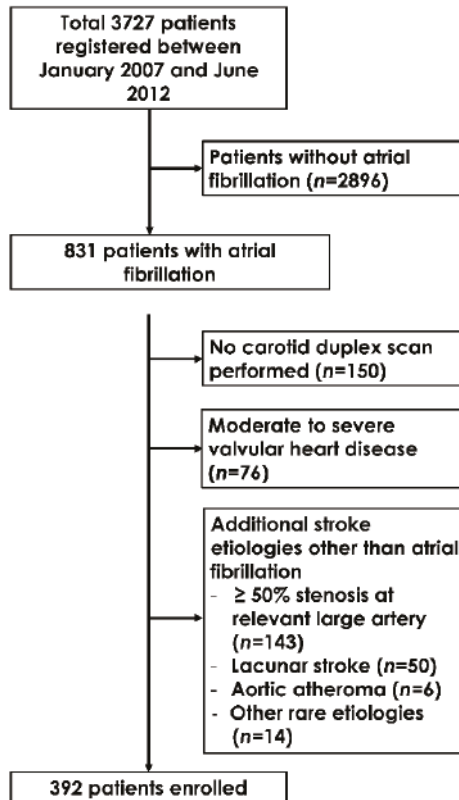 Total 3727 patients
registered between
January 2007 and June
2012
Patients without atrial
fibrillation (n=2896)
831 patients with atrial
fibrillation
No carotid duplex scan
performed (n=150)
Moderate to severe
valvular heart disease
(n=76)
Additional stroke
etiologies other than atrial
fibrillation
- ≥ 50% stenosis at
relevant large artery
(n=143)
- Lacunar stroke (n=50)
- Aortic atheroma (n=6)
- Other rare etiologies
(n=14)
392 patients enrolled